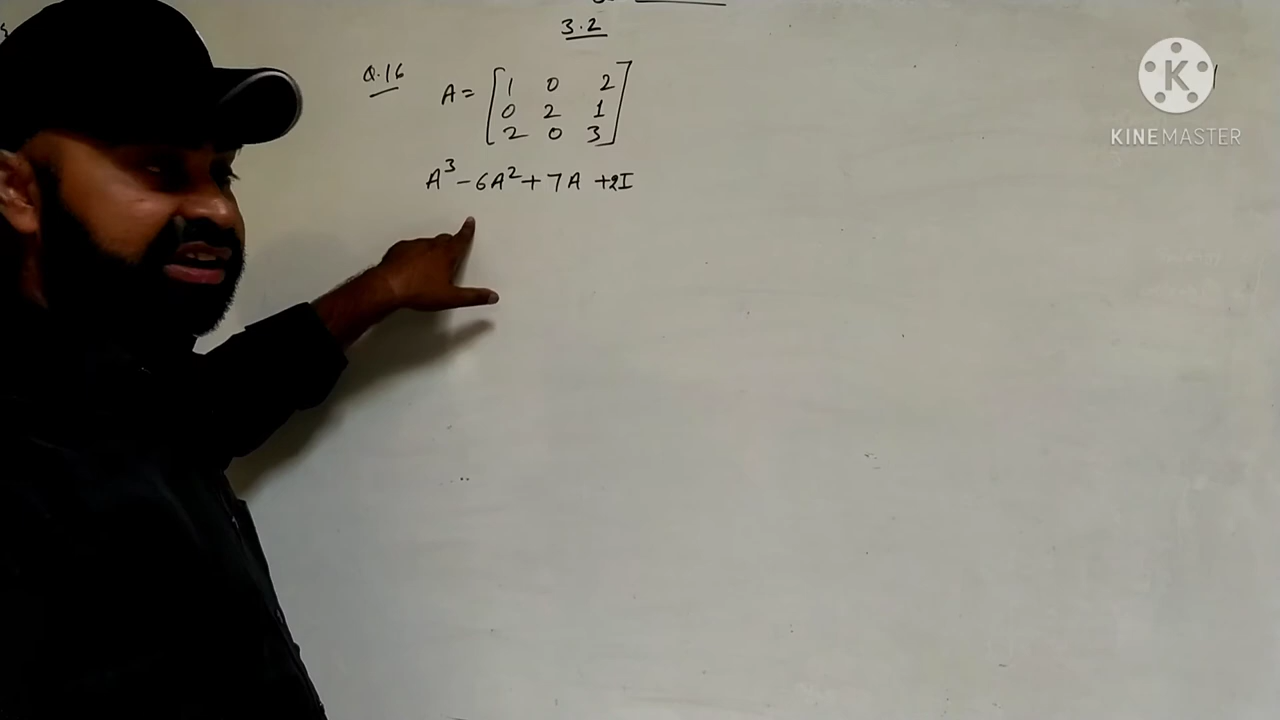 3.2
Q.16 A = [1 0 2
0 2 1
2 0 3]
A³ - 6A² + 7A + 2I
K
KINEMASTER